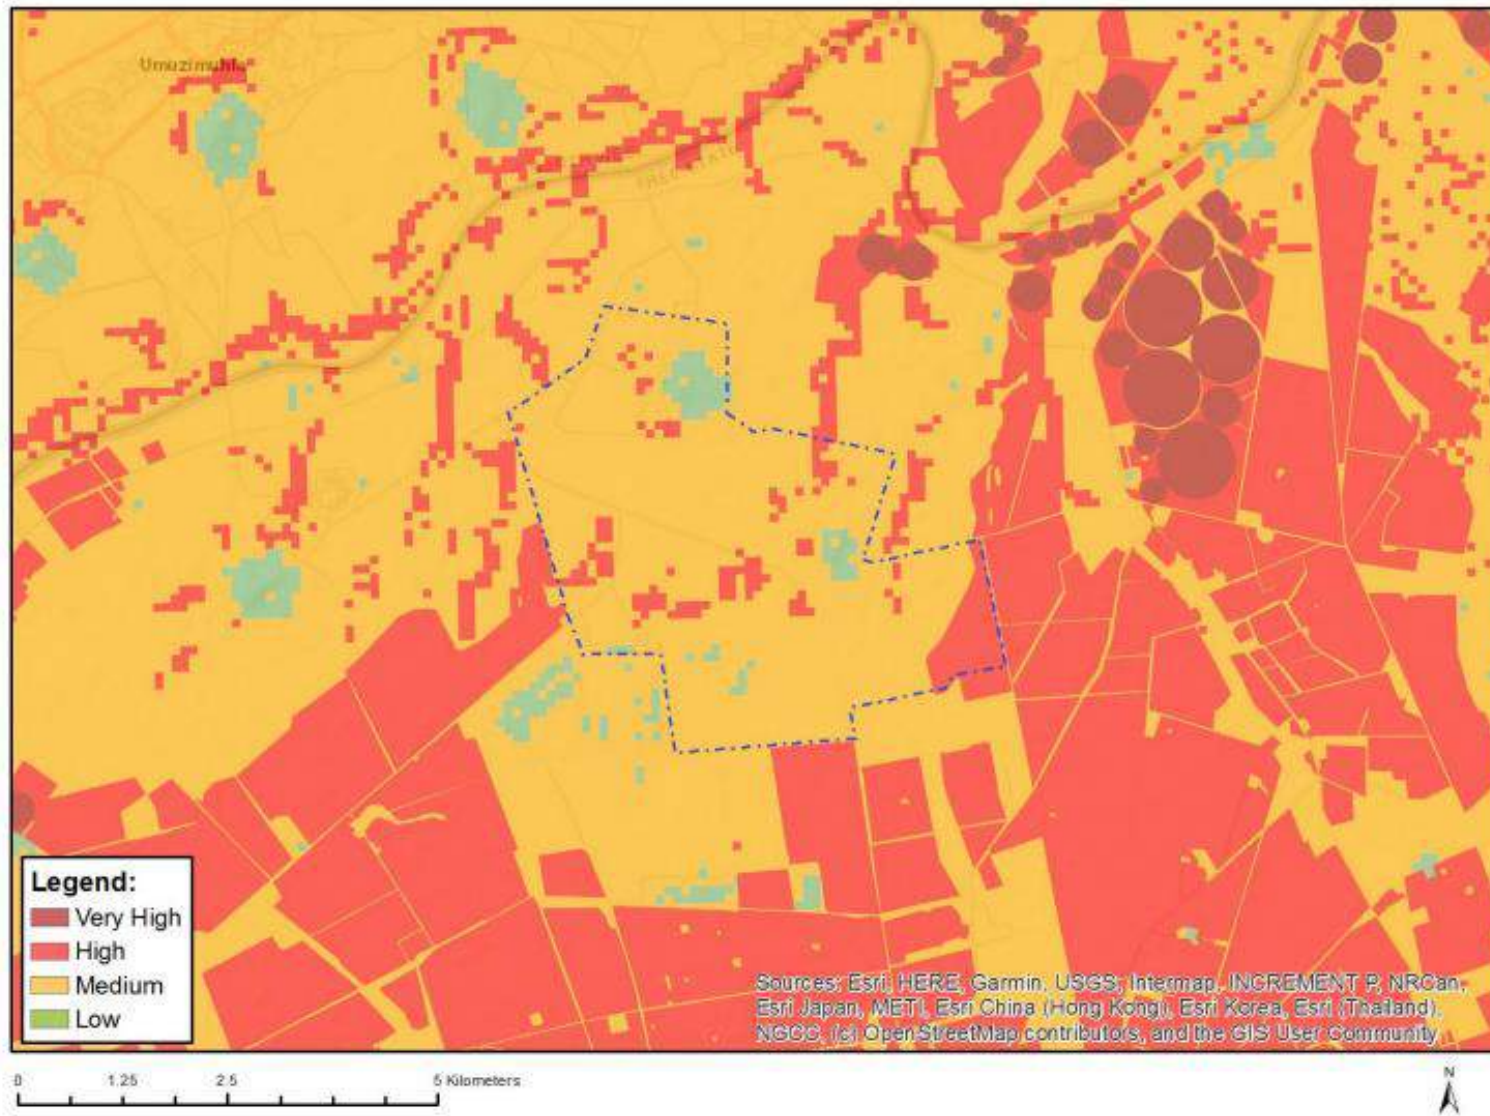 Umuzimuhle
FREE STATE
Legend:
Very High
High
Medium
Low
Sources: Esri, HERE, Garmin, USGS, Intermap, INCREMENT P, NRCan,
Esri Japan, METI, Esri China (Hong Kong), Esri Korea, Esri (Thailand),
NGCC, (c) OpenStreetMap contributors, and the GIS User Community
0 1.25 2.5 5 Kilometers
N